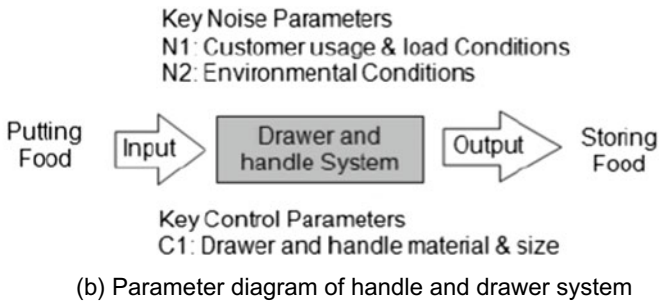 Key Noise Parameters
N1: Customer usage & load Conditions
N2: Environmental Conditions
Putting
Food
Input
Drawer and
handle System
Output
Storing
Food
Key Control Parameters
C1: Drawer and handle material & size
(b) Parameter diagram of handle and drawer system